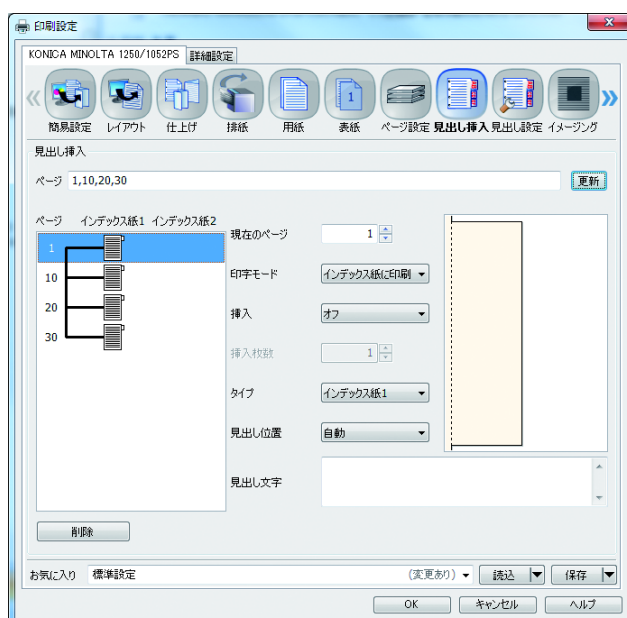 印刷設定
KONICA MINOLTA 1250/1052PS 詳細設定
簡易設定 レイアウト 仕上げ 排紙 用紙 表紙 ページ設定 見出し挿入 見出し設定 イメージング
見出し挿入
ページ 1,10,20,30 更新
ページ インデックス紙1 インデックス紙2
1
10
20
30
現在のページ 1
印字モード インデックス紙に印刷
挿入 オフ
挿入枚数 1
タイプ インデックス紙1
見出し位置 自動
見出し文字
削除
お気に入り 標準設定 (変更あり) 読込 保存
OK キャンセル ヘルプ